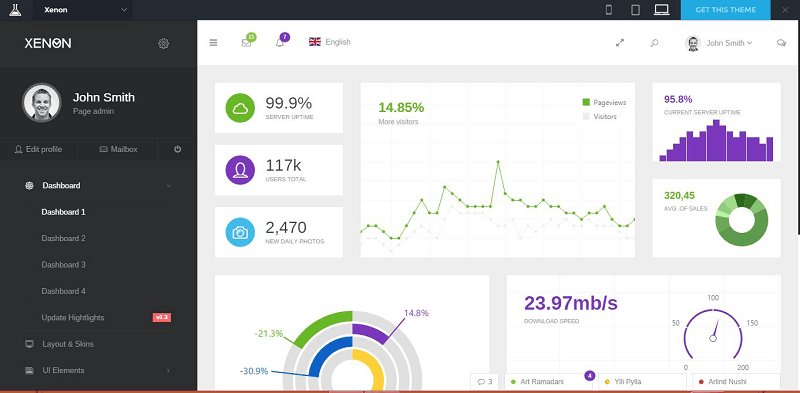 Xenon
GET THIS THEME
XENON
13
7
English
John Smith
John Smith
Page admin
Edit profile
Mailbox
Dashboard
Dashboard 1
Dashboard 2
Dashboard 3
Dashboard 4
Update Hightlights
v1.3
Layout & Skins
UI Elements
99.9%
SERVER UPTIME
117k
USERS TOTAL
2,470
NEW DAILY PHOTOS
14.85%
More visitors
Pageviews
Visitors
95.8%
CURRENT SERVER UPTIME
320,45
AVG. OF SALES
-21.3%
14.8%
-30.9%
23.97mb/s
DOWNLOAD SPEED
100
50
150
0
200
3
Art Ramadani
4
Ylli Pylla
Arlind Nushi